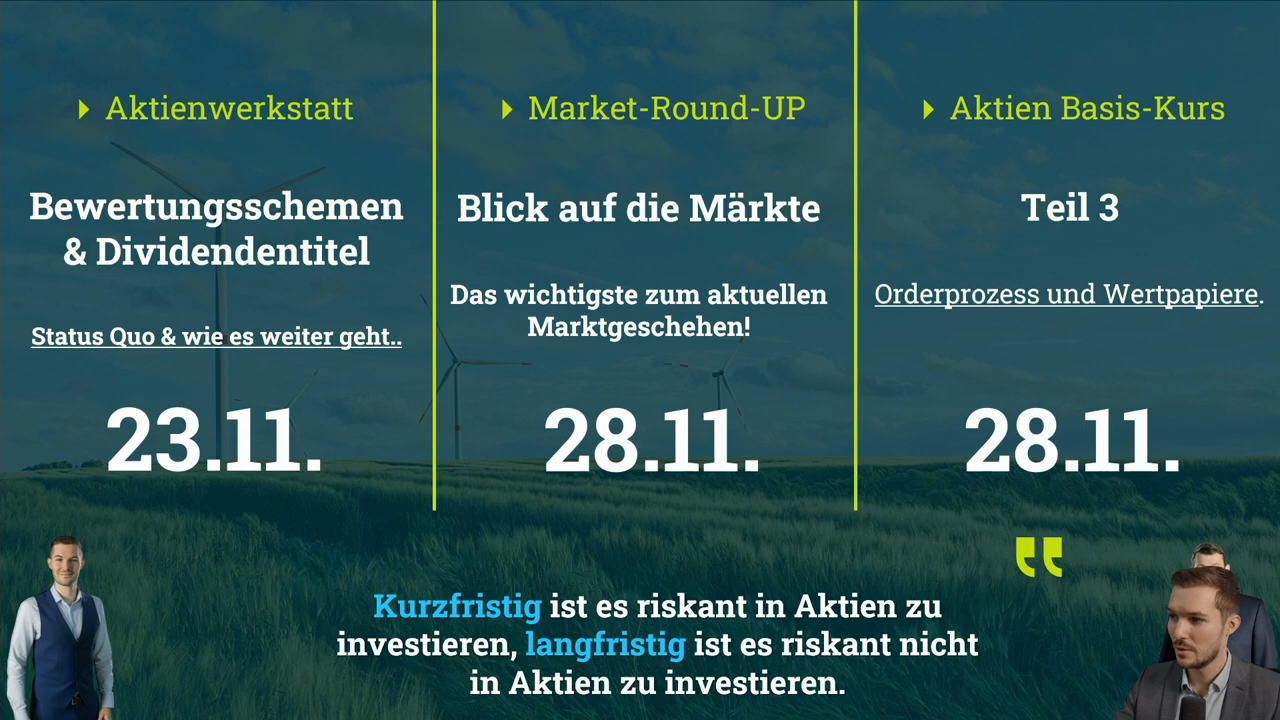 Aktienwerkstatt
Bewertungsschemen
& Dividendentitel
Status Quo & wie es weiter geht..
23.11.
Market-Round-UP
Blick auf die Märkte
Das wichtigste zum aktuellen
Marktgeschehen!
28.11.
Aktien Basis-Kurs
Teil 3
Orderprozess und Wertpapiere.
28.11.
Kurzfristig ist es riskant in Aktien zu
investieren, langfristig ist es riskant nicht
in Aktien zu investieren.